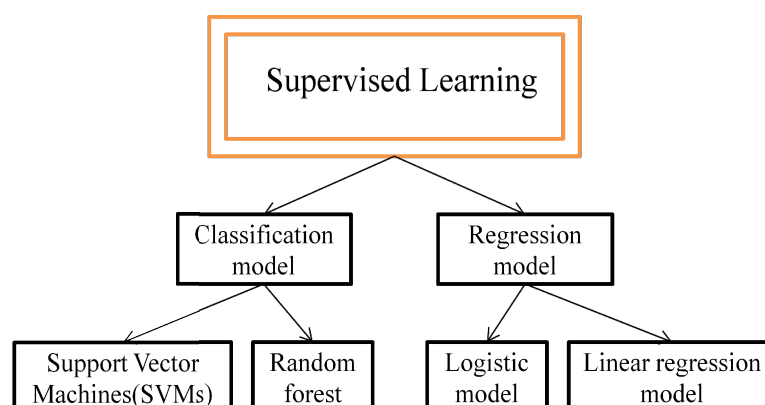 Supervised Learning
Classification
model
Regression
model
Support Vector
Machines(SVMs)
Random
forest
Logistic
model
Linear regression
model